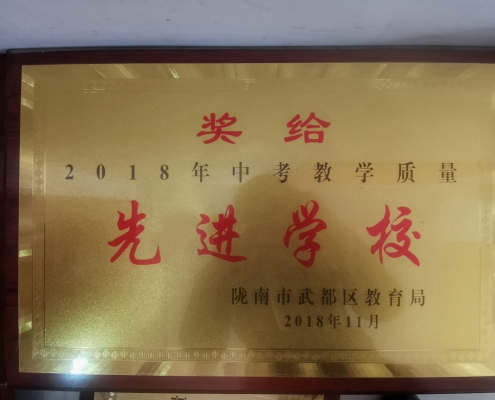 奖给
2018年中考教学质量
先进学校
陇南市武都区教育局
2018年11月